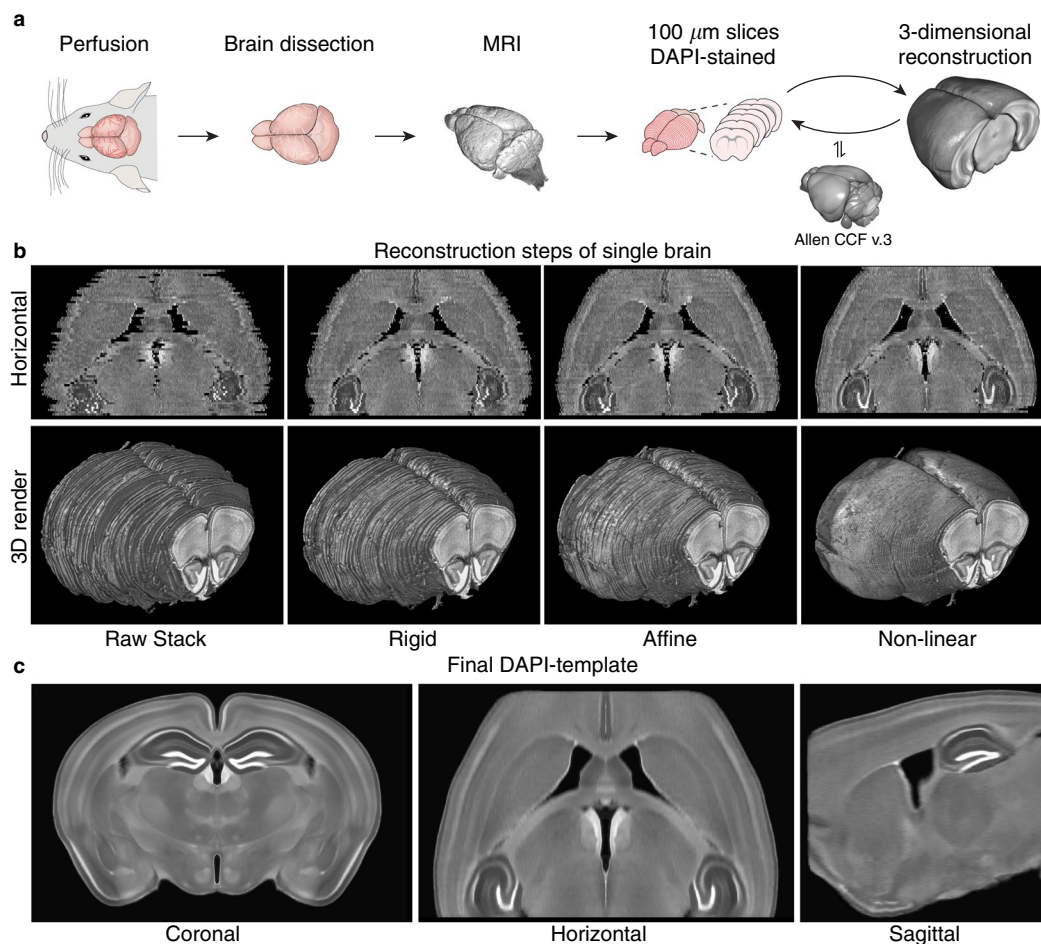 a
Perfusion
Brain dissection
MRI
100 μm slices
DAPI-stained
3-dimensional
reconstruction
Allen CCF v.3
b
Reconstruction steps of single brain
Horizontal
3D render
Raw Stack
Rigid
Affine
Non-linear
c
Final DAPI-template
Coronal
Horizontal
Sagittal